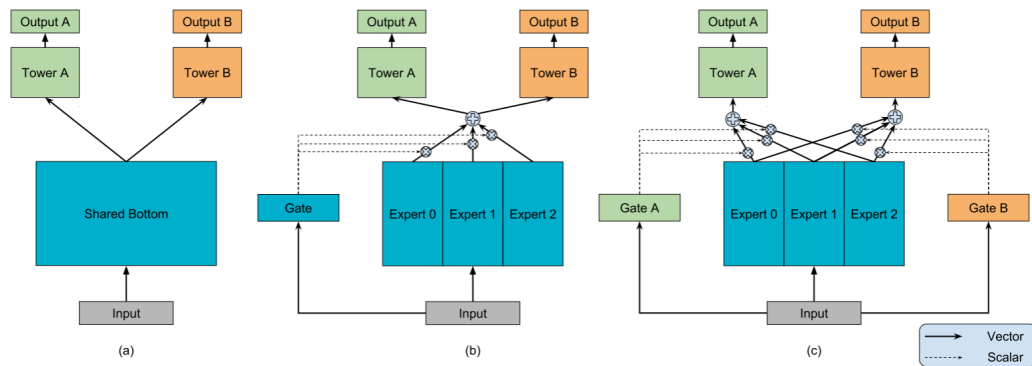 Output A
Output B
Tower A
Tower B
Shared Bottom
Input
(a)
Output A
Output B
Tower A
Tower B
Gate
Expert 0
Expert 1
Expert 2
Input
(b)
Output A
Output B
Tower A
Tower B
Gate A
Expert 0
Expert 1
Expert 2
Gate B
Input
(c)
Vector
Scalar